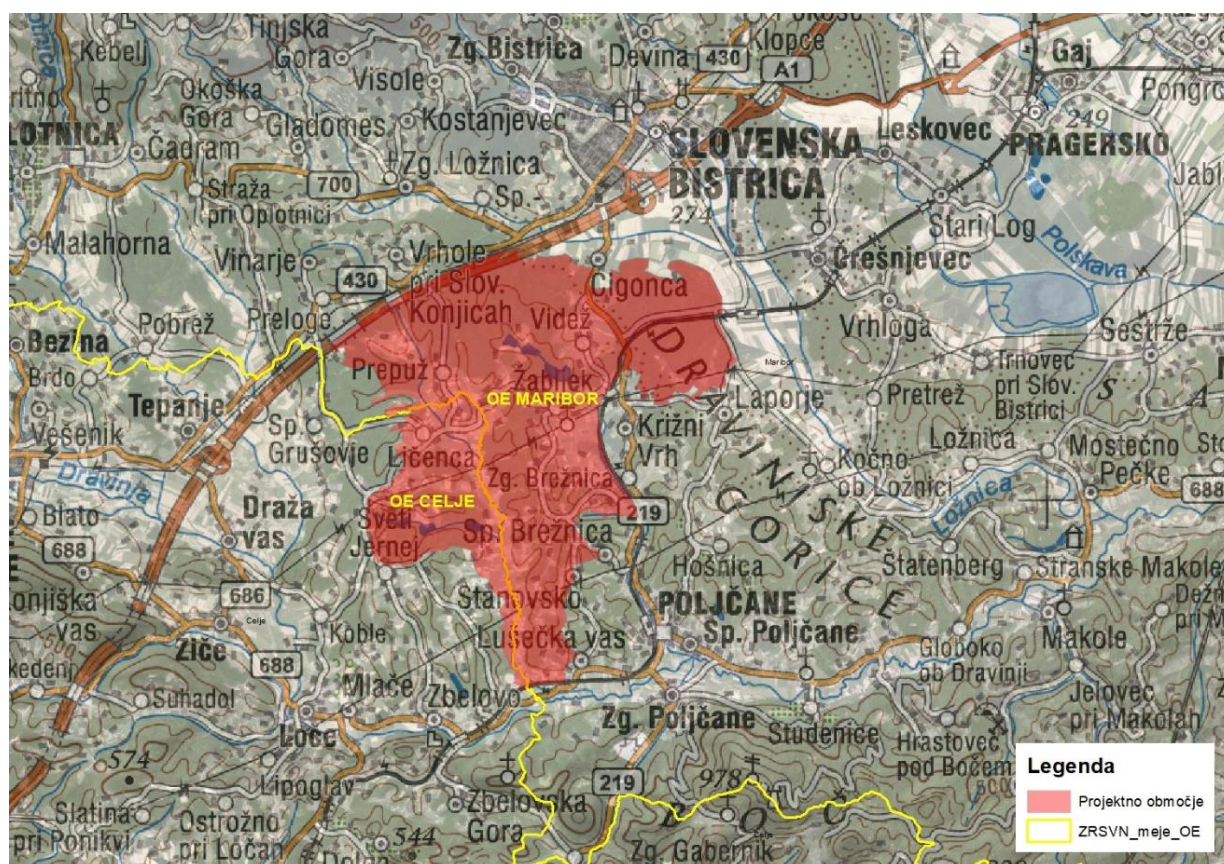 Kebelj
Tinjska
Gora
Zg. Bistrica
Devina
430
Klopce
A1
Gaj
Visole
Okoška
Gora
Kostanjevec
249
PRAGERSKO
Gladomes
Čadram
Leskovec
SLOVENSKA
BISTRICA
Zg. Ložnica
700
Straža
pri Oplotnici
Sp.
274
Stari Log
Malahorna
Vinarje
Vrhole
pri Slov.
Konjicah
430
Cigonca
Črešnjevec
Polskava
Preloge
Videž
Vrhloga
Sestrže
Pobrež
Bezina
Brdo
Prepuž
Žabljek
Maribor
Trnovec
pri Slov.
Bistrici
Laporje
Pretrež
OE MARIBOR
Tepanje
Vešenik
Sp.
Grušovje
Ličenca
Križni
Vrh
Ložnica
Mostečno
Pečke
Zg. Brežnica
Kočno
ob Ložnici
688
Dravinja
OE CELJE
DRAVINJSKE
GORICE
Ložnica
Blato
Draža
vas
Sveti
Jernej
219
688
Sp. Brežnica
Hošnica
Štatenberg
Stranske Makole
686
Stanovsko
POLJČANE
Celje
Koble
Lušečka vas
Sp. Poljčane
Makole
Žiče
688
Globoko
ob Dravinji
Suhadol
Mlače
Zbelovo
Jelovec
pri Makolah
Zg. Poljčane
Studenice
Hrastovec
pod Bočem
Loče
574
Lipoglav
219
978
Legenda
Projektno območje
ZRSVN_meje_OE
Slatina
pri Ponikvi
Ostrožno
pri Ločah
Zbelovska
Gora
544
BOČ
Celje
Zg. Gabernik